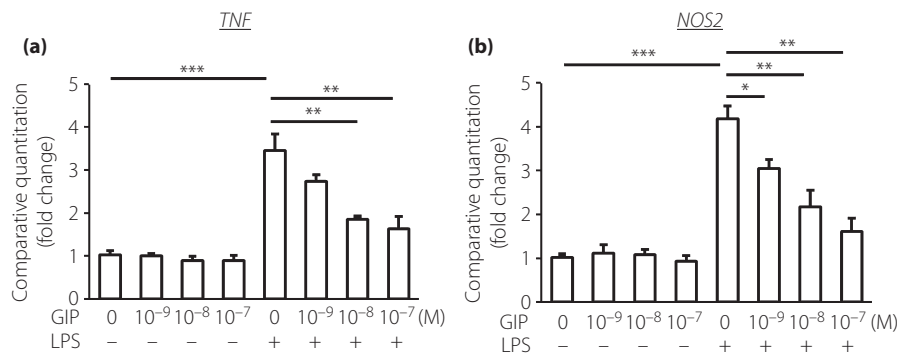 TNF
(a)
***
**
**
Comparative quantitation
(fold change)
5
4
3
2
1
0
GIP 0 10⁻⁹ 10⁻⁸ 10⁻⁷ 0 10⁻⁹ 10⁻⁸ 10⁻⁷ (M)
LPS – – – – + + + +
NOS2
(b)
**
***
**
*
Comparative quantitation
(fold change)
5
4
3
2
1
0
GIP 0 10⁻⁹ 10⁻⁸ 10⁻⁷ 0 10⁻⁹ 10⁻⁸ 10⁻⁷ (M)
LPS – – – – + + + +